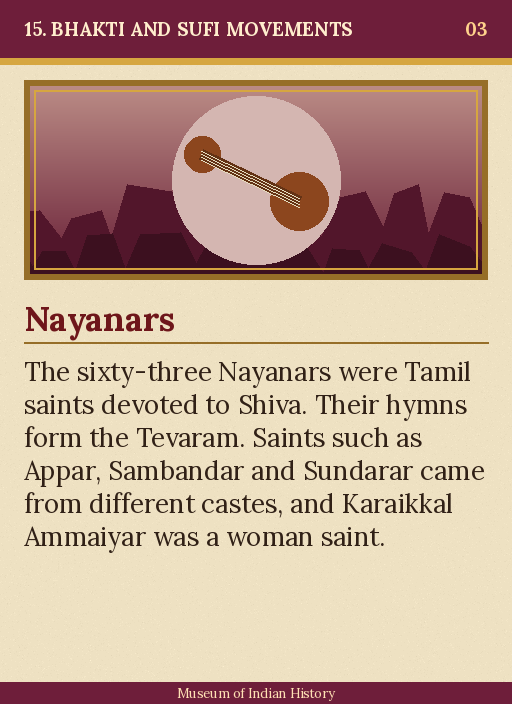 15. BHAKTI AND SUFI MOVEMENTS
03
Nayanars
The sixty-three Nayanars were Tamil
saints devoted to Shiva. Their hymns
form the Tevaram. Saints such as
Appar, Sambandar and Sundarar came
from different castes, and Karaikkal
Ammaiyar was a woman saint.
Museum of Indian History